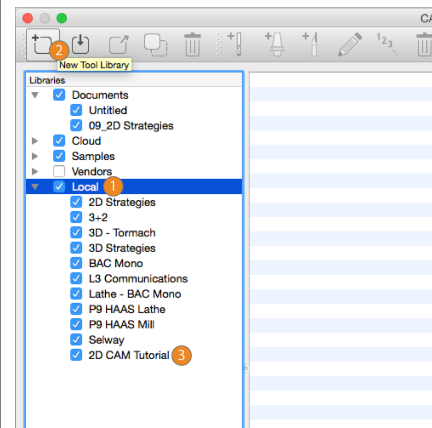 CA
2
New Tool Library
Libraries
Documents
Untitled
09_2D Strategies
Cloud
Samples
Vendors
Local 1
2D Strategies
3+2
3D - Tormach
3D Strategies
BAC Mono
L3 Communications
Lathe - BAC Mono
P9 HAAS Lathe
P9 HAAS Mill
Selway
2D CAM Tutorial 3